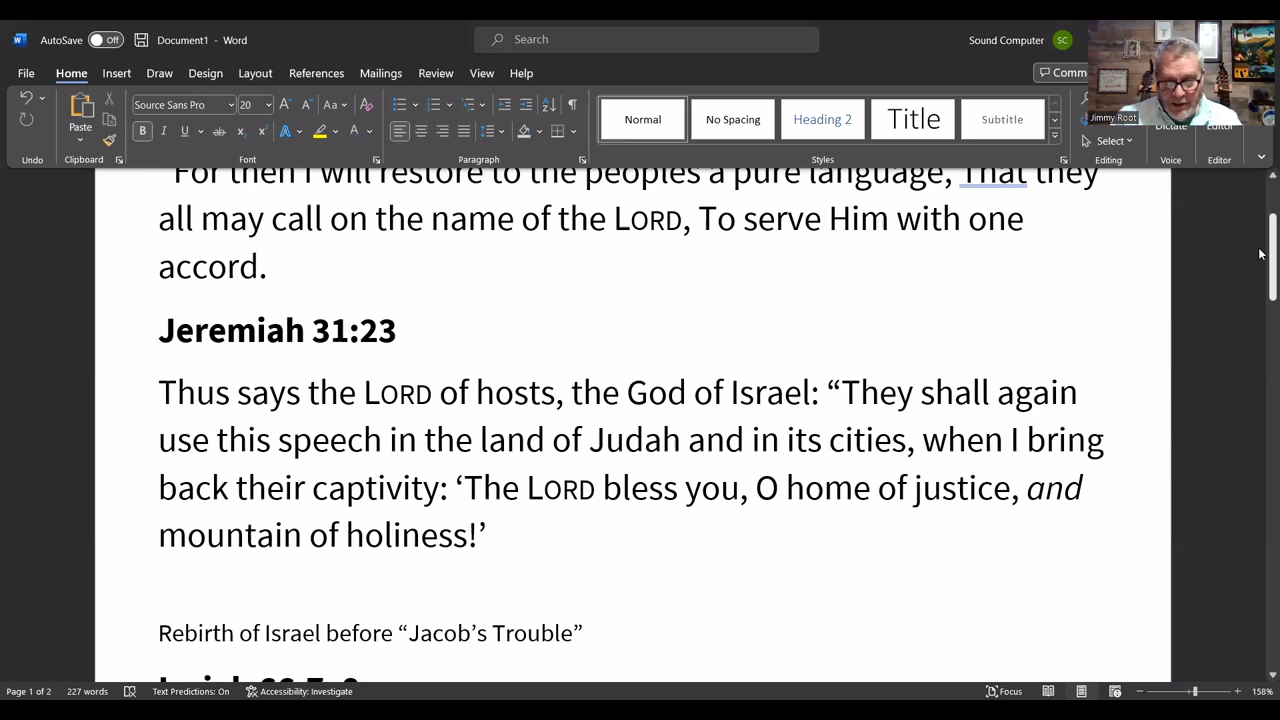 AutoSave Off Document1 - Word Search Sound Computer SC
File Home Insert Draw Design Layout References Mailings Review View Help Comm
Source Sans Pro 20 Aa
Paste
Normal No Spacing Heading 2 Title Subtitle
Jimmy Root
Select
Undo Clipboard Font Paragraph Styles Editing Voice Editor
“For then I will restore to the peoples a pure language, That they
all may call on the name of the LORD, To serve Him with one
accord.
Jeremiah 31:23
Thus says the LORD of hosts, the God of Israel: “They shall again
use this speech in the land of Judah and in its cities, when I bring
back their captivity: ‘The LORD bless you, O home of justice, and
mountain of holiness!’
Rebirth of Israel before “Jacob’s Trouble”
Page 1 of 2 227 words Text Predictions: On Accessibility: Investigate Focus 158%